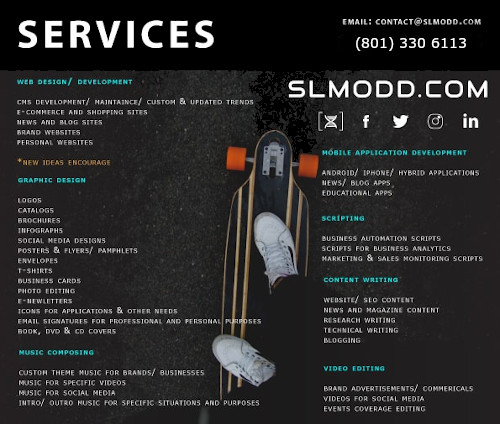 SERVICES
EMAIL: CONTACT@SLMODD.COM
(801) 330 6113
SLMODD.COM
WEB DESIGN/ DEVELOPMENT
CMS DEVELOPMENT/ MAINTAINCE/ CUSTOM & UPDATED TRENDS
E-COMMERCE AND SHOPPING SITES
NEWS AND BLOG SITES
BRAND WEBSITES
PERSONAL WEBSITES
*NEW IDEAS ENCOURAGE
GRAPHIC DESIGN
LOGOS
CATALOGS
BROCHURES
INFOGRAPHS
SOCIAL MEDIA DESIGNS
POSTERS & FLYERS/ PAMPHLETS
ENVELOPES
T-SHIRTS
BUSINESS CARDS
PHOTO EDITING
E-NEWLETTERS
ICONS FOR APPLICATIONS & OTHER NEEDS
EMAIL SIGNATURES FOR PROFESSIONAL AND PERSONAL PURPOSES
BOOK, DVD & CD COVERS
MUSIC COMPOSING
CUSTOM THEME MUSIC FOR BRANDS/ BUSINESSES
MUSIC FOR SPECIFIC VIDEOS
MUSIC FOR SOCIAL MEDIA
INTRO/ OUTRO MUSIC FOR SPECIFIC SITUATIONS AND PURPOSES
MOBILE APPLICATION DEVELOPMENT
ANDROID/ IPHONE/ HYBRID APPLICATIONS
NEWS/ BLOG APPS
EDUCATIONAL APPS
SCRIPTING
BUSINESS AUTOMATION SCRIPTS
SCRIPTS FOR BUSINESS ANALYTICS
MARKETING & SALES MONITORING SCRIPTS
CONTENT WRITING
WEBSITE/ SEO CONTENT
NEWS AND MAGAZINE CONTENT
RESEARCH WRITING
TECHNICAL WRITING
BLOGGING
VIDEO EDITING
BRAND ADVERTISEMENTS/ COMMERICALS
VIDEOS FOR SOCIAL MEDIA
EVENTS COVERAGE EDITING